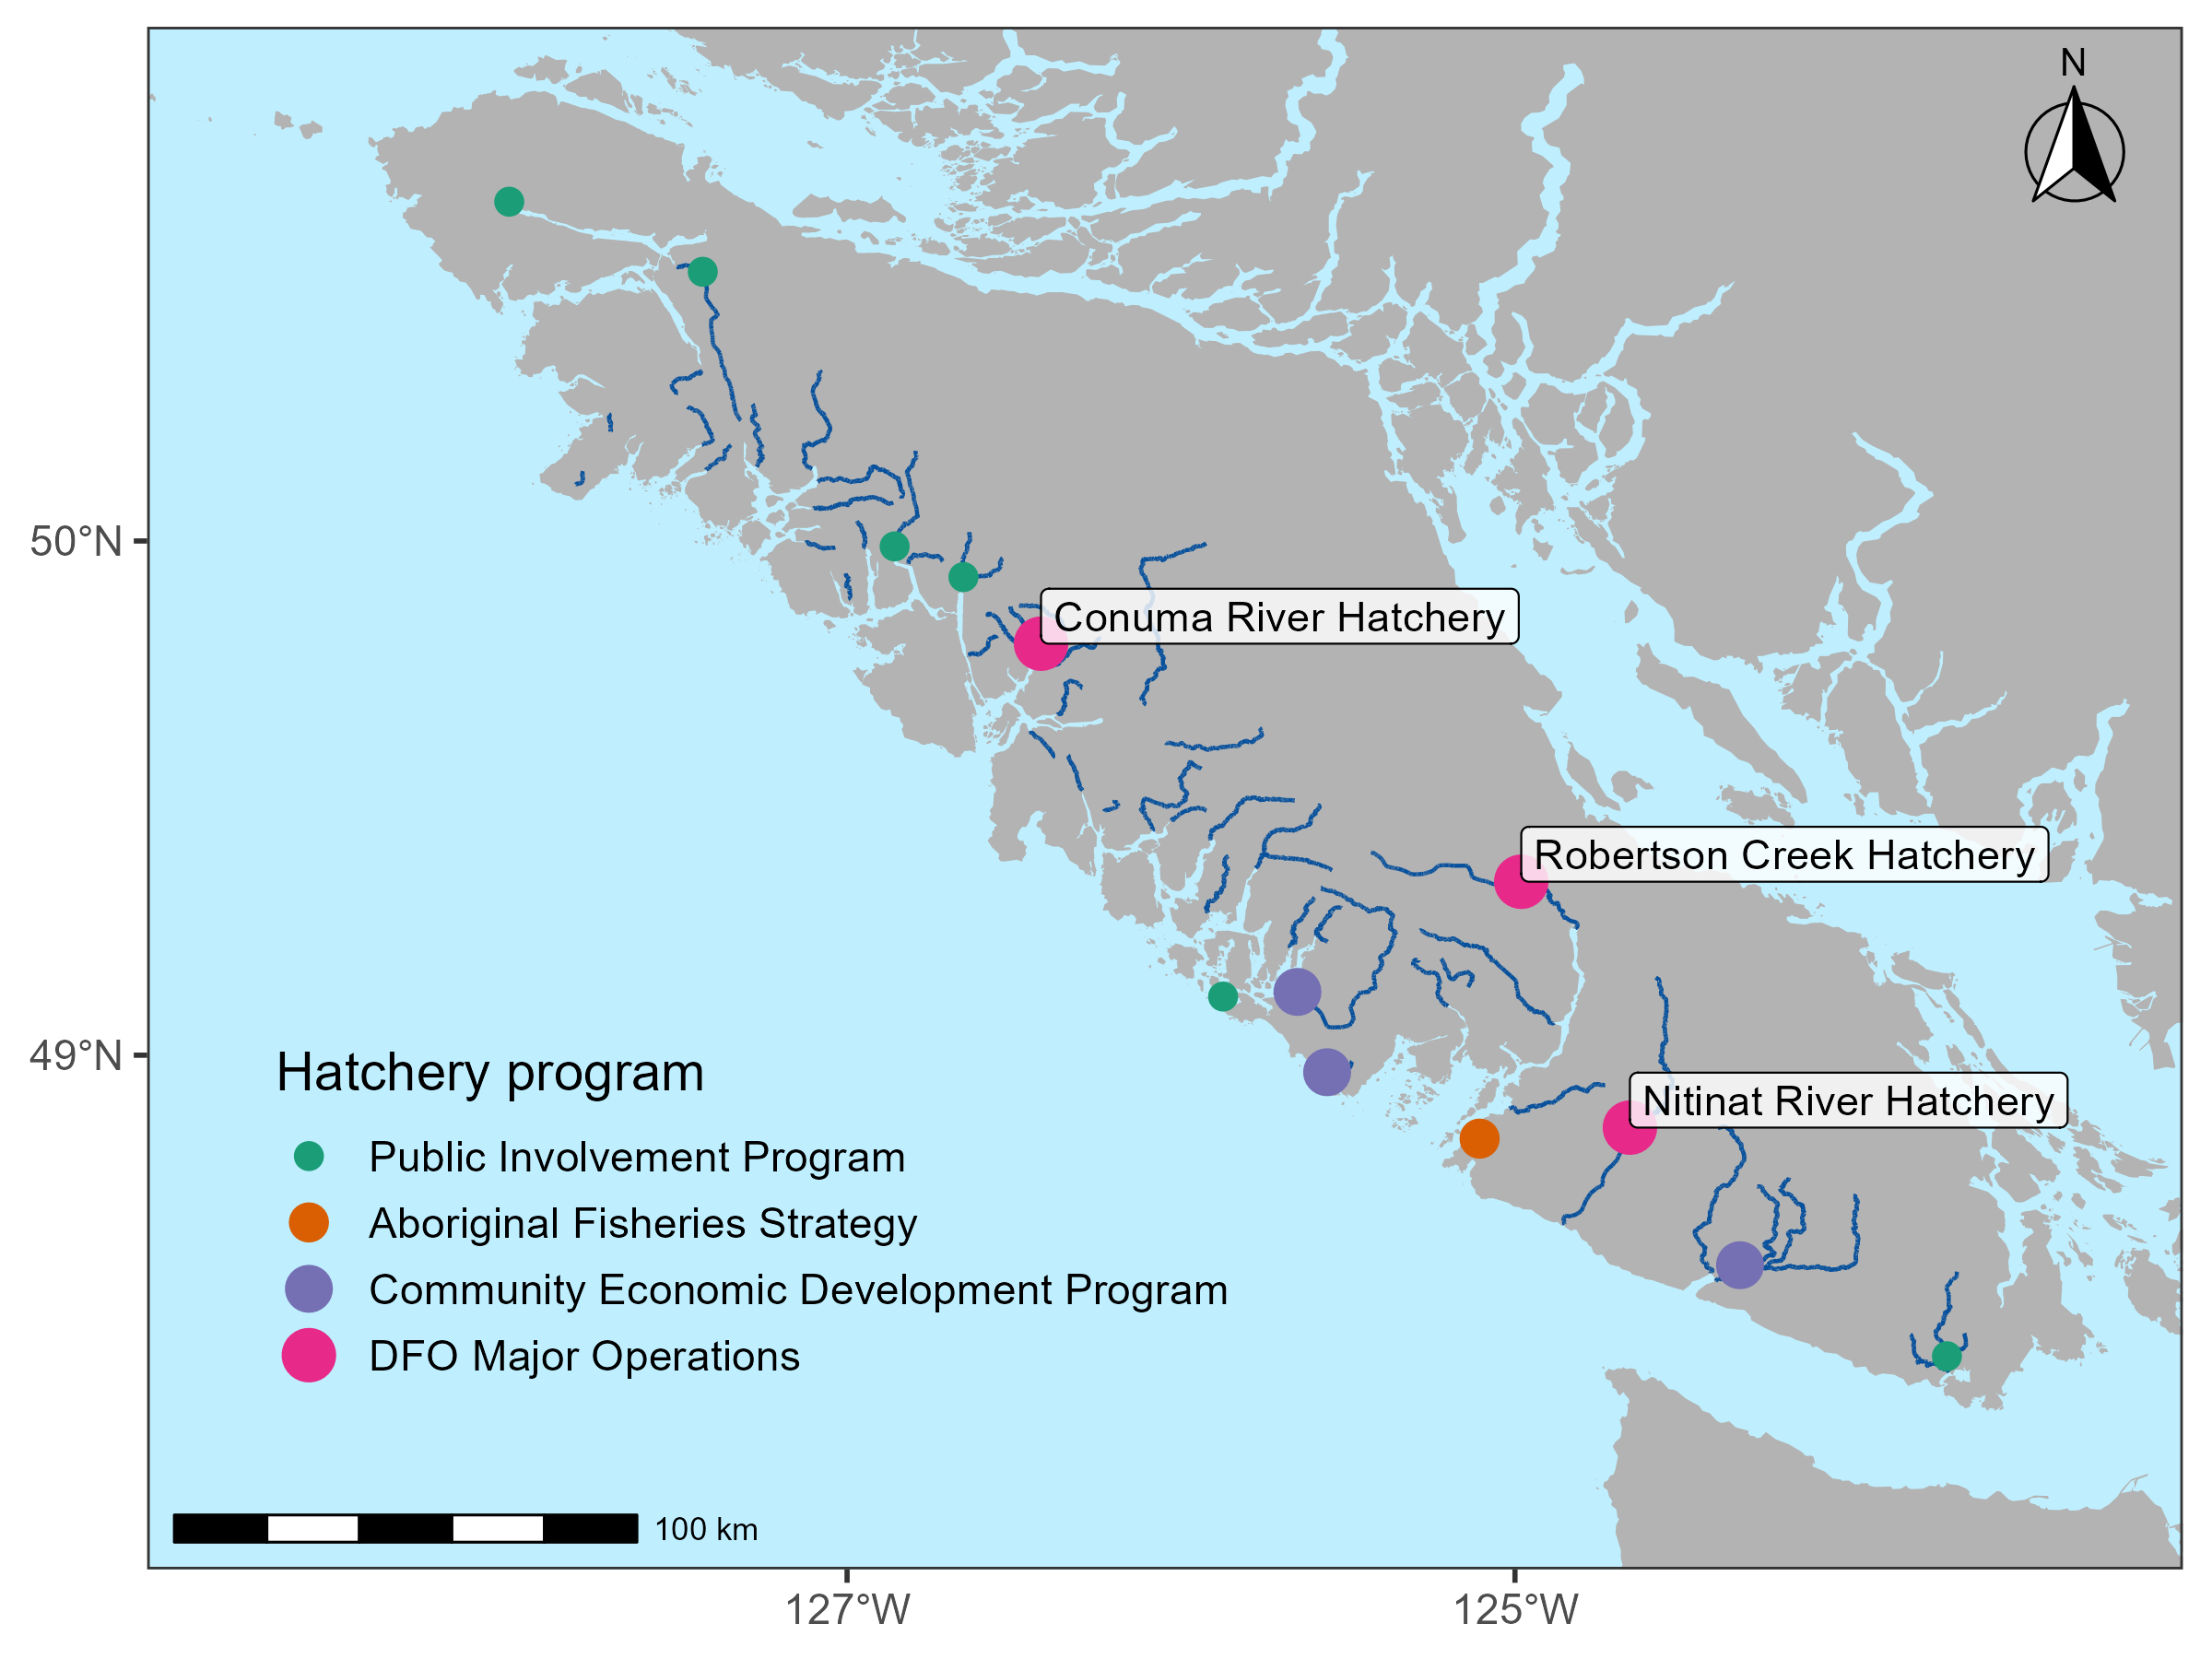 N
50°N
Conuma River Hatchery
Robertson Creek Hatchery
49°N
Hatchery program
Nitinat River Hatchery
Public Involvement Program
Aboriginal Fisheries Strategy
Community Economic Development Program
DFO Major Operations
100 km
127°W
125°W